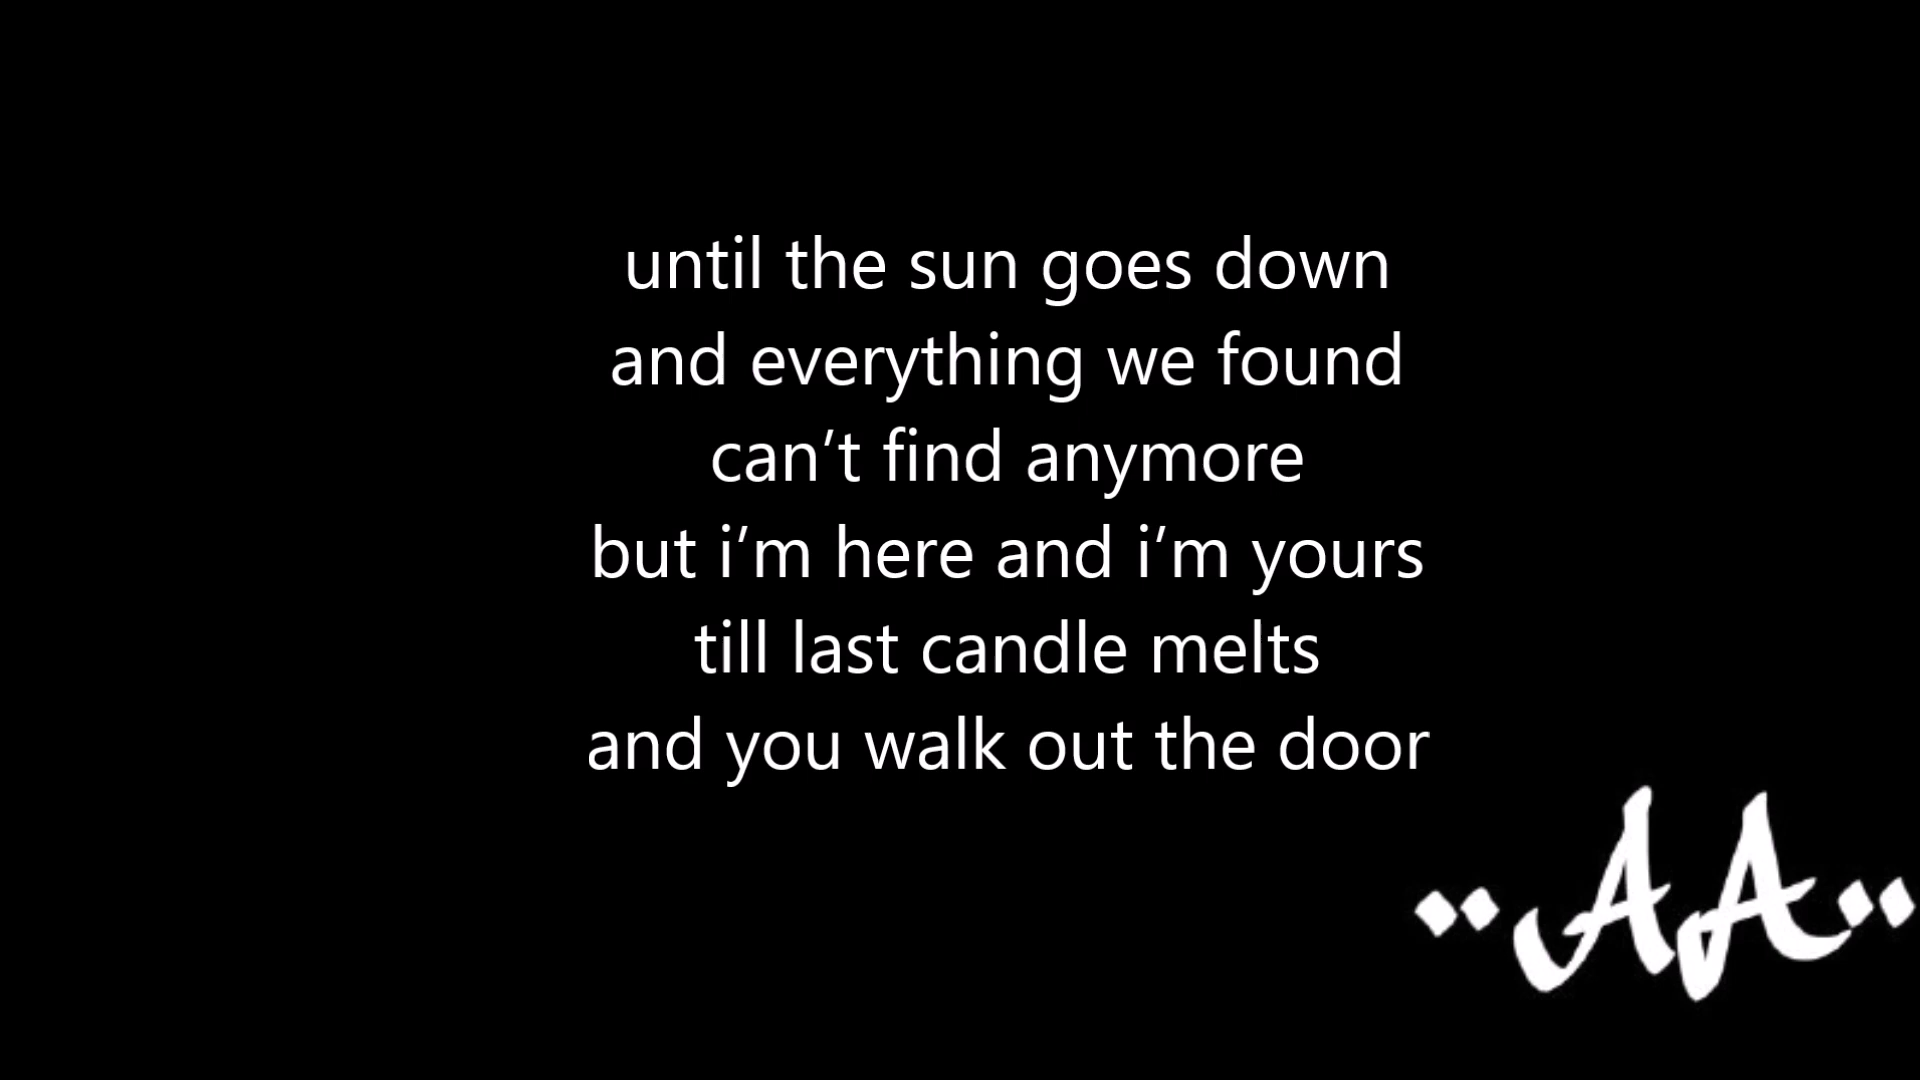 until the sun goes down
and everything we found
can’t find anymore
but i’m here and i’m yours
till last candle melts
and you walk out the door
••AA••